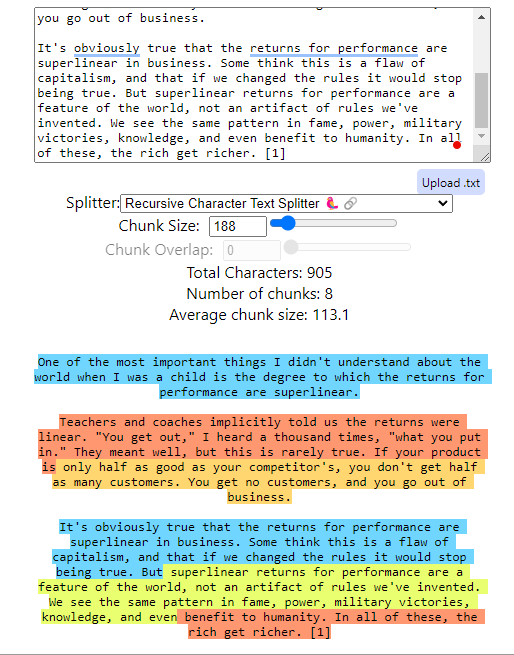 you go out of business.
It's obviously true that the returns for performance are
superlinear in business. Some think this is a flaw of
capitalism, and that if we changed the rules it would stop
being true. But superlinear returns for performance are a
feature of the world, not an artifact of rules we've
invented. We see the same pattern in fame, power, military
victories, knowledge, and even benefit to humanity. In all
of these, the rich get richer. [1]
Upload .txt
Splitter: Recursive Character Text Splitter 🦜 🔗
Chunk Size: 188
Chunk Overlap: 0
Total Characters: 905
Number of chunks: 8
Average chunk size: 113.1
One of the most important things I didn't understand about the
world when I was a child is the degree to which the returns for
performance are superlinear.
Teachers and coaches implicitly told us the returns were
linear. "You get out," I heard a thousand times, "what you put
in." They meant well, but this is rarely true. If your product
is only half as good as your competitor's, you don't get half
as many customers. You get no customers, and you go out of
business.
It's obviously true that the returns for performance are
superlinear in business. Some think this is a flaw of
capitalism, and that if we changed the rules it would stop
being true. But superlinear returns for performance are a
feature of the world, not an artifact of rules we've invented.
We see the same pattern in fame, power, military victories,
knowledge, and even benefit to humanity. In all of these, the
rich get richer. [1]